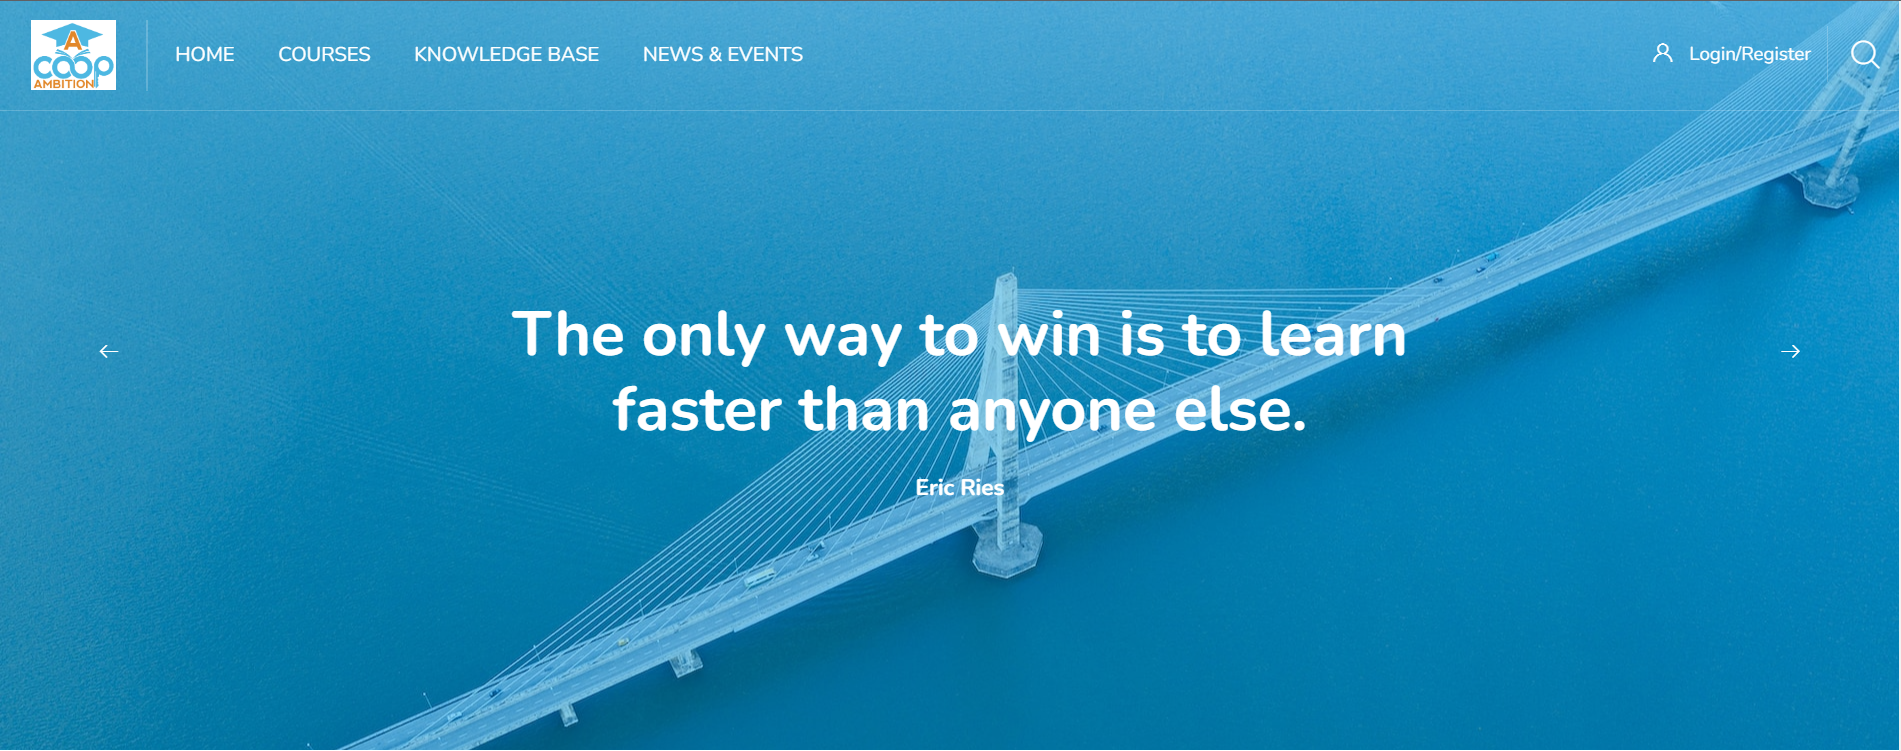 A
coop
AMBITION
HOME
COURSES
KNOWLEDGE BASE
NEWS & EVENTS
Login/Register
The only way to win is to learn
faster than anyone else.
Eric Ries